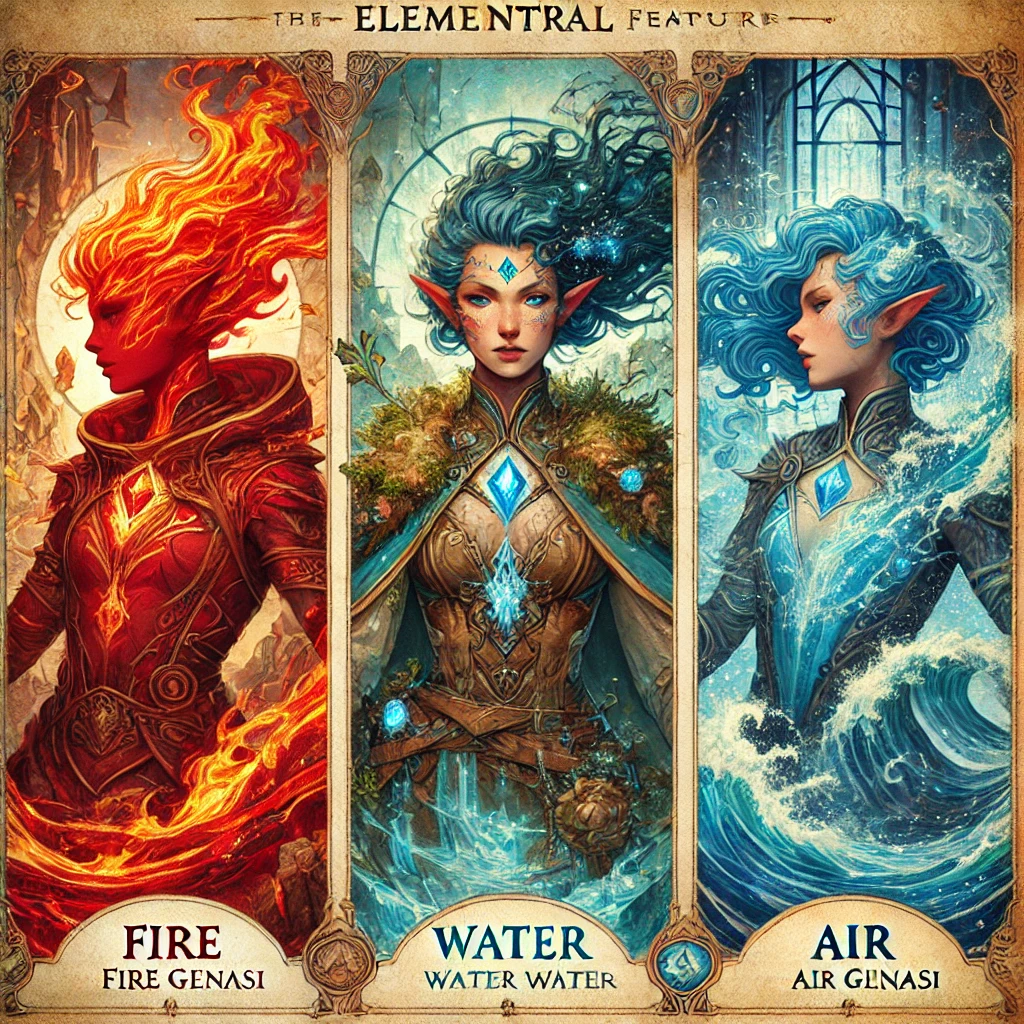 THE ELEMENTRAL FEATURE
FIRE
FIRE GENASI
WATER
WATER WATER
AIR
AIR GENASI